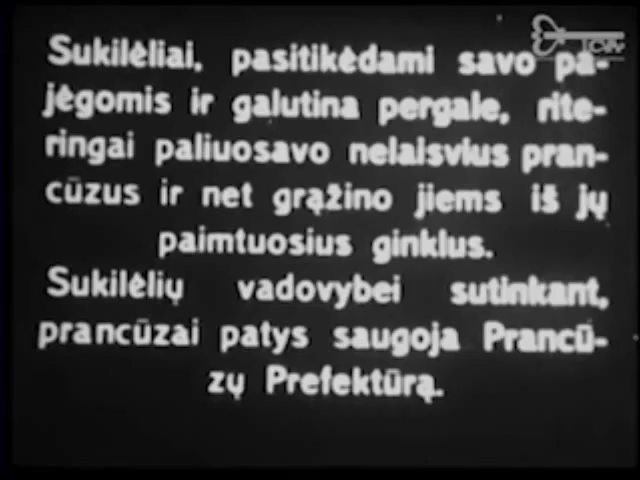 Sukilėliai, pasitikėdami savo pa-
jėgomis ir galutina pergale, rite-
ringai paliuosavo nelaisvius pran-
cūzus ir net grąžino jiems iš jų
paimtuosius ginklus.
Sukilėlių vadovybei sutinkant,
prancūzai patys saugoja Prancū-
zų Prefektūrą.